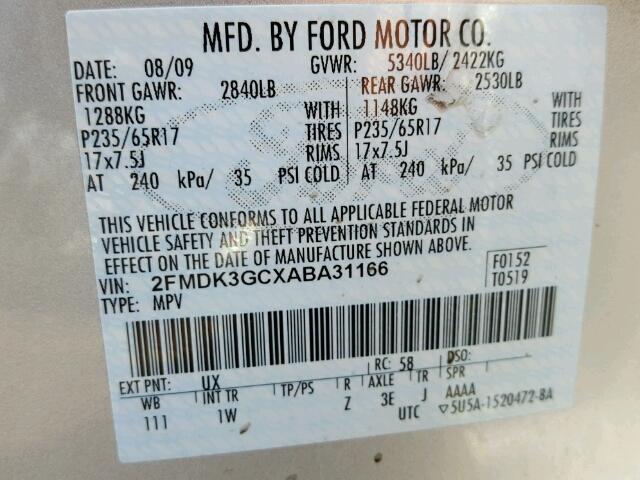 MFD. BY FORD MOTOR CO.
DATE: 08/09 GVWR: 5340LB/ 2422KG
FRONT GAWR: 2840LB REAR GAWR: 2530LB
1288KG WITH 1148KG WITH
P235/65R17 TIRES P235/65R17 TIRES
17x7.5J RIMS 17x7.5J RIMS
AT 240 kPa/ 35 PSI COLD AT 240 kPa/ 35 PSI COLD
THIS VEHICLE CONFORMS TO ALL APPLICABLE FEDERAL MOTOR
VEHICLE SAFETY AND THEFT PREVENTION STANDARDS IN
EFFECT ON THE DATE OF MANUFACTURE SHOWN ABOVE.
VIN: 2FMDK3GCXABA31166 F0152
TYPE: MPV T0519
EXT PNT: UX RC: 58 DSO:
WB INT TR TP/PS R AXLE TR SPR
111 1W Z 3E J AAAA
UTC ▽5U5A-1520472-BA